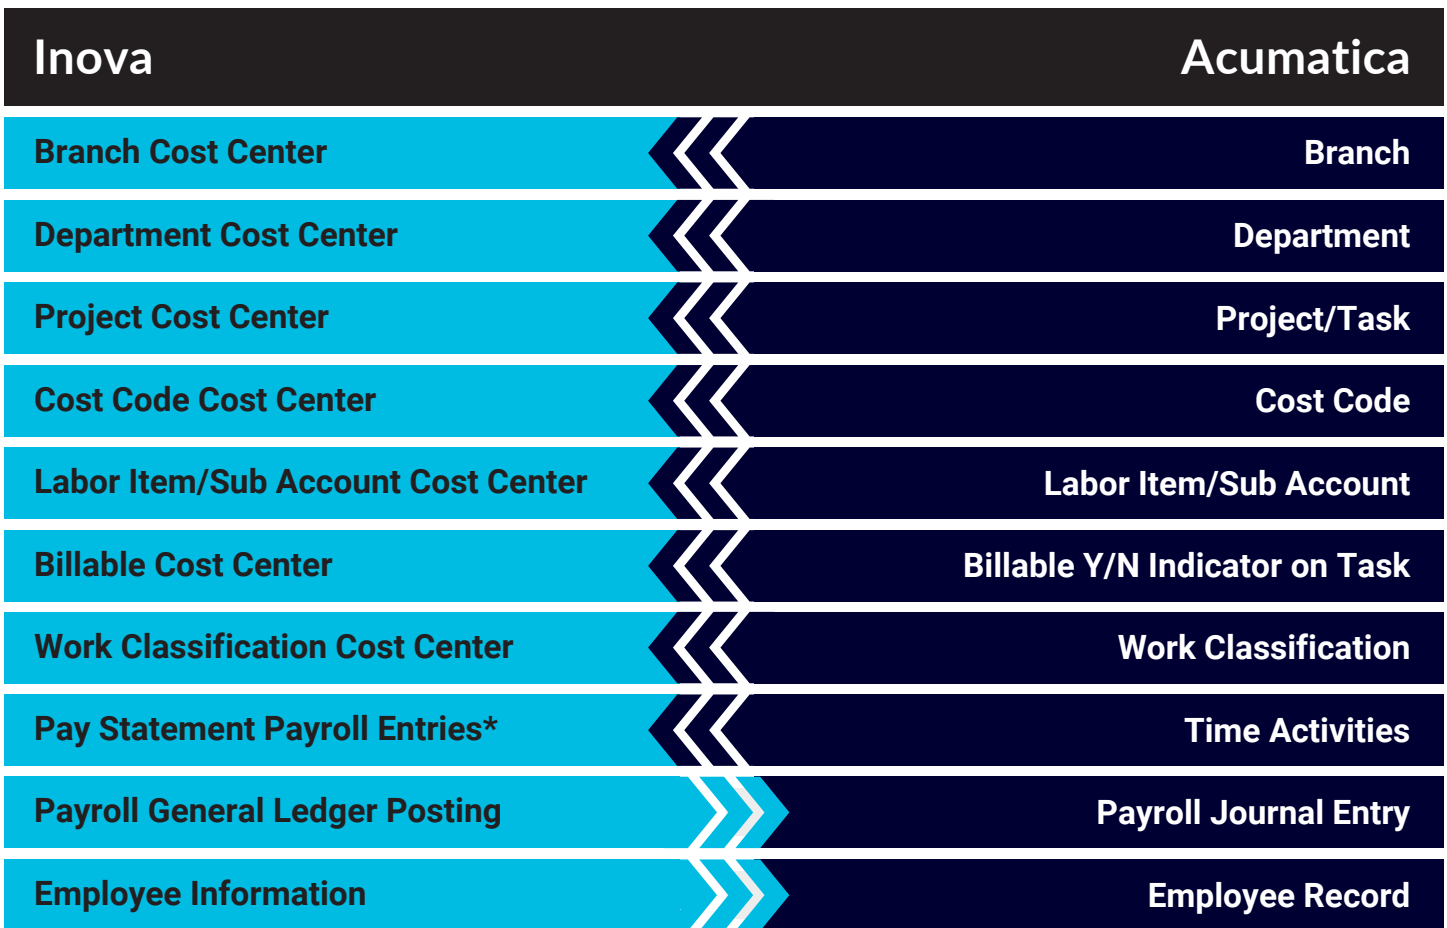 Inova Acumatica
Branch Cost Center Branch
Department Cost Center Department
Project Cost Center Project/Task
Cost Code Cost Center Cost Code
Labor Item/Sub Account Cost Center Labor Item/Sub Account
Billable Cost Center Billable Y/N Indicator on Task
Work Classification Cost Center Work Classification
Pay Statement Payroll Entries* Time Activities
Payroll General Ledger Posting Payroll Journal Entry
Employee Information Employee Record